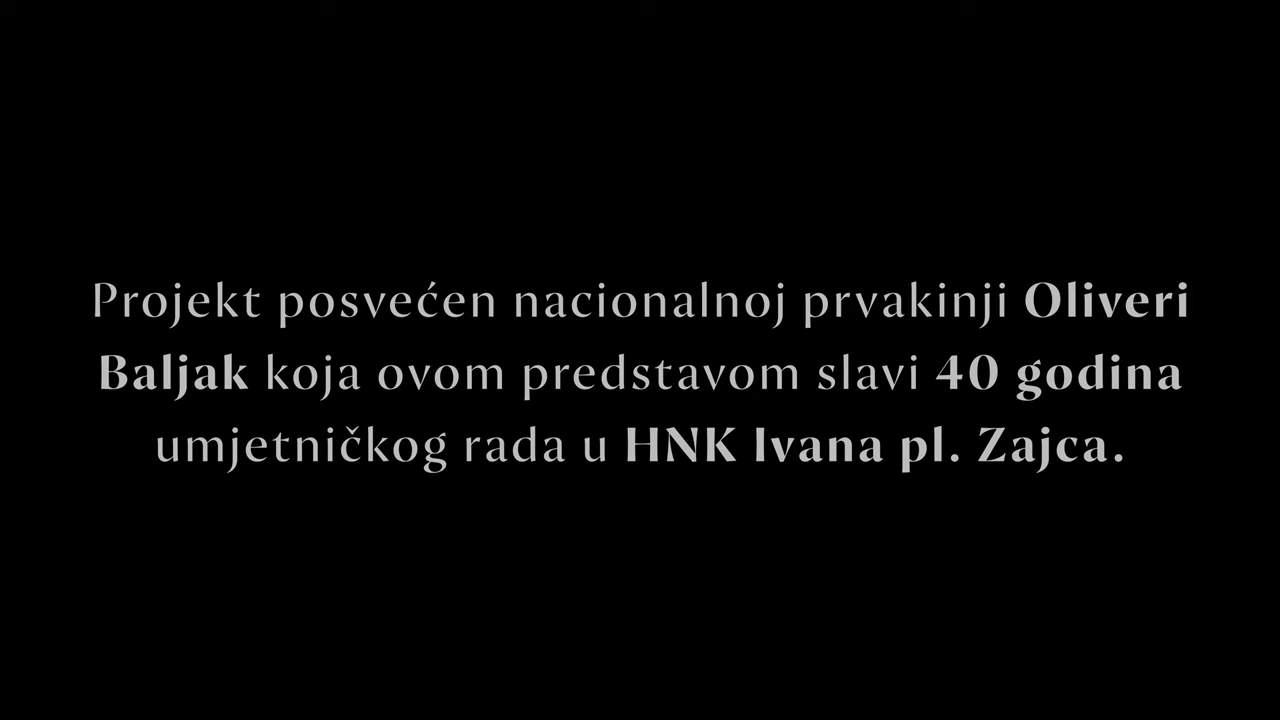 Projekt posvećen nacionalnoj prvakinji Oliveri
Baljak koja ovom predstavom slavi 40 godina
umjetničkog rada u HNK Ivana pl. Zajca.